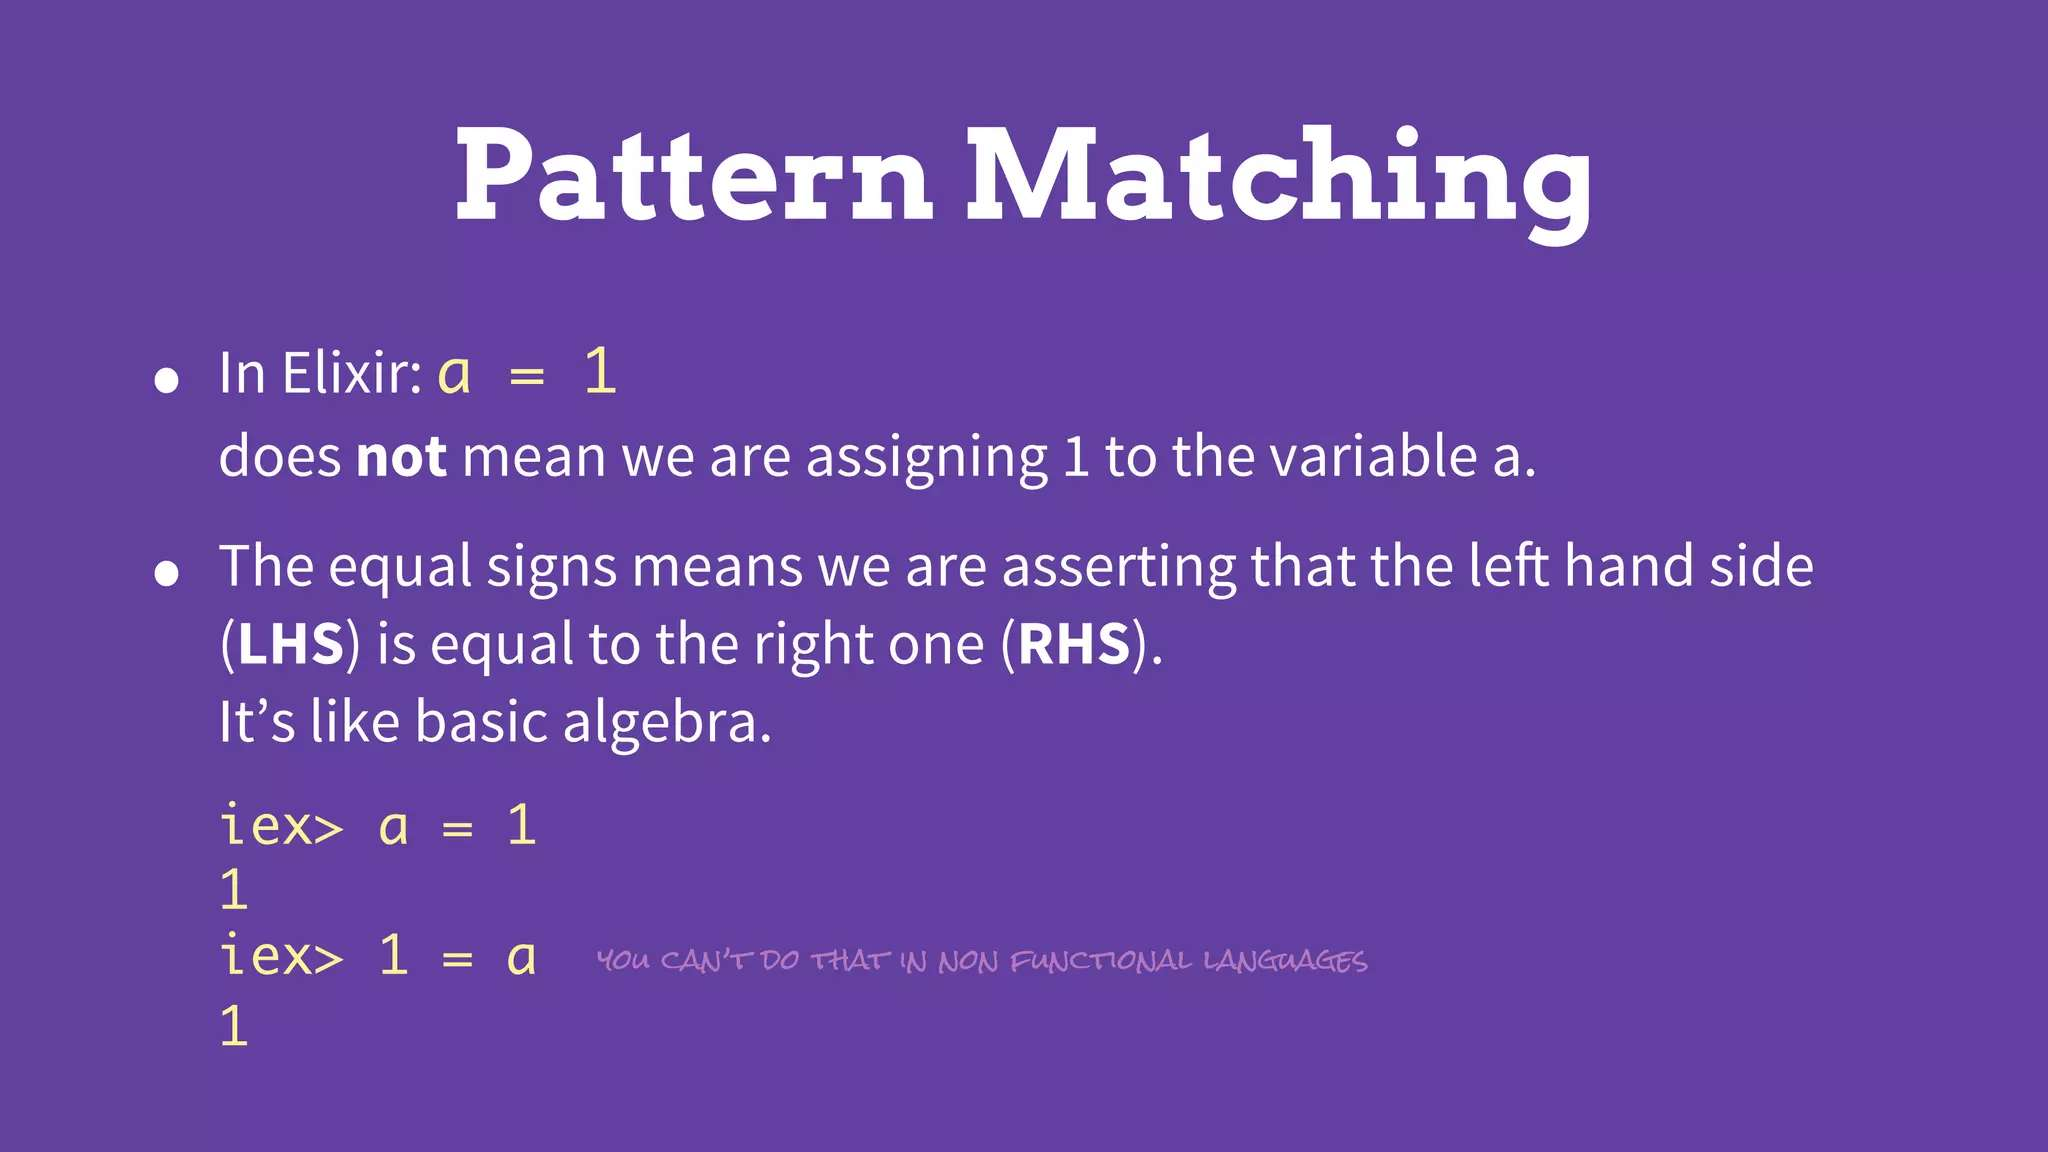 Pattern Matching
• In Elixir: a = 1
does not mean we are assigning 1 to the variable a.
• The equal signs means we are asserting that the left hand side
(LHS) is equal to the right one (RHS).
It’s like basic algebra.
iex> a = 1
1
iex> 1 = a you can’t do that in non functional languages
1